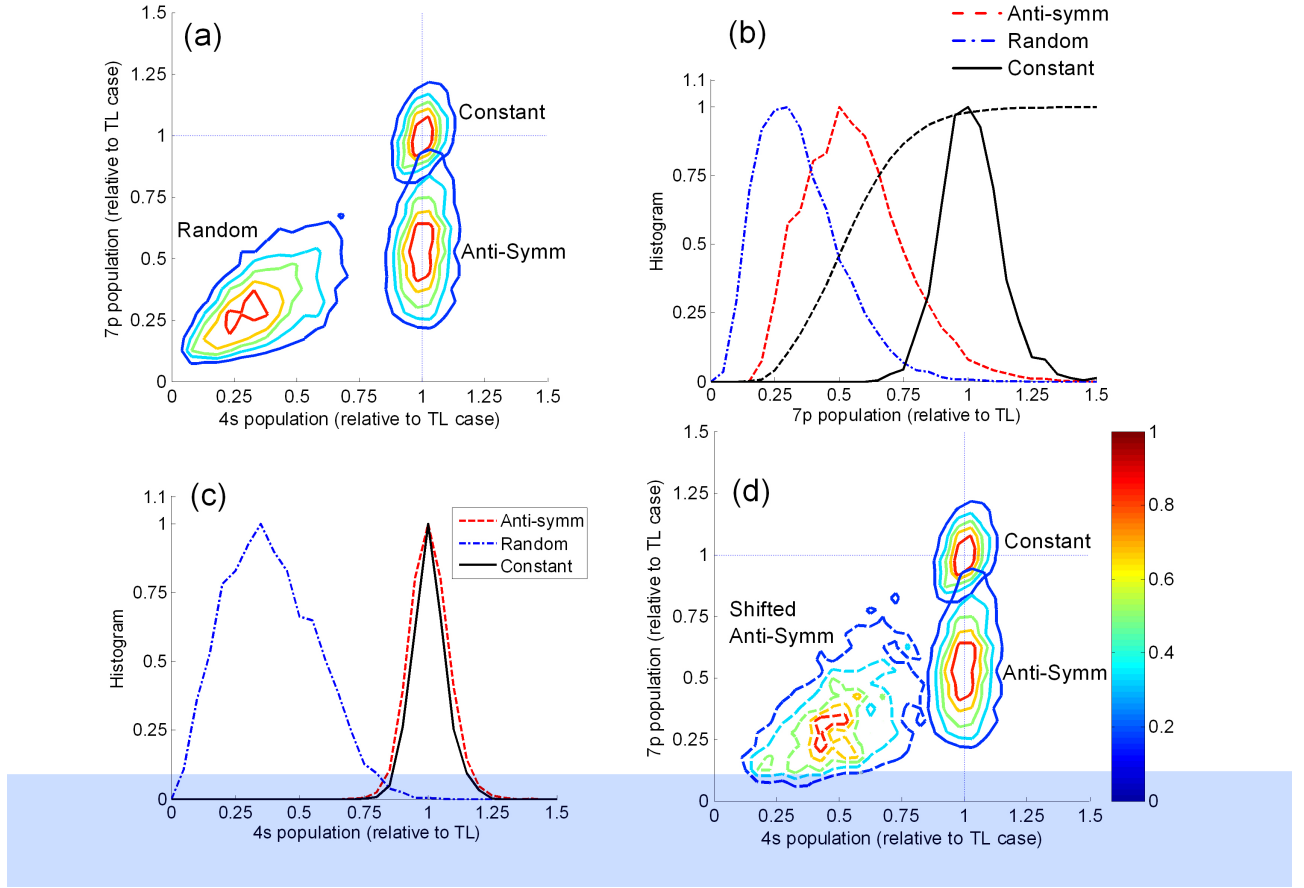 (a)
1.5
1.25
1
0.75
0.5
0.25
0
7p population (relative to TL case)
Constant
Random
Anti-Symm
0 0.25 0.5 0.75 1 1.25 1.5
4s population (relative to TL case)
(b)
Anti-symm
Random
Constant
1.1
1
0.75
0.5
0.25
0
Histogram
0 0.25 0.5 0.75 1 1.25 1.5
7p population (relative to TL)
(c)
1.1
1
0.75
0.5
0.25
0
Histogram
Anti-symm
Random
Constant
0 0.25 0.5 0.75 1 1.25 1.5
4s population (relative to TL)
(d)
1.5
1.25
1
0.75
0.5
0.25
0
7p population (relative to TL case)
Constant
Shifted
Anti-Symm
Anti-Symm
0 0.25 0.5 0.75 1 1.25 1.5
4s population (relative to TL case)
1
0.8
0.6
0.4
0.2
0